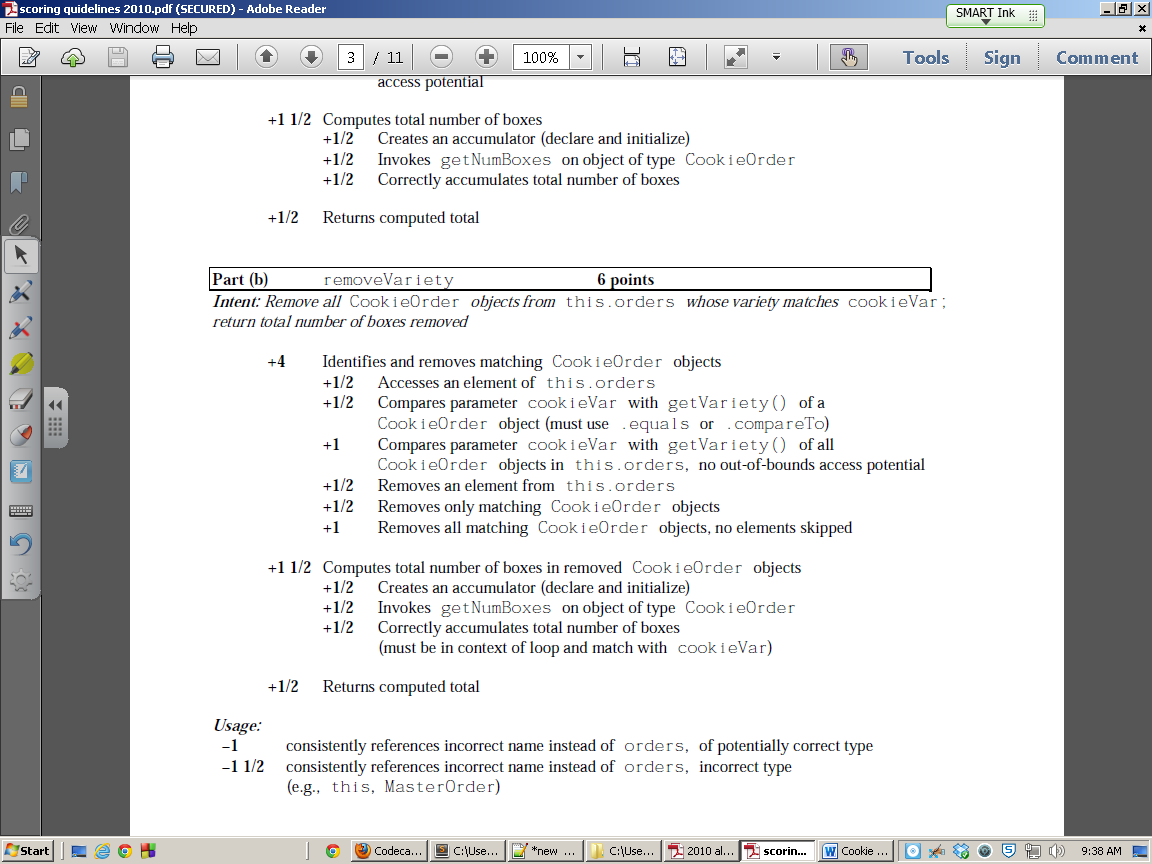 scoring quidelines 2010.pdf (SECURED) - Adobe Reader
SMART Ink
File Edit View Window Help
3 / 11 100% Tools Sign Comment
access potential
+1 1/2 Computes total number of boxes
+1/2 Creates an accumulator (declare and initialize)
+1/2 Invokes getNumBoxes on object of type CookieOrder
+1/2 Correctly accumulates total number of boxes
+1/2 Returns computed total
Part (b) removeVariety 6 points
Intent: Remove all CookieOrder objects from this.orders whose variety matches cookieVar;
return total number of boxes removed
+4 Identifies and removes matching CookieOrder objects
+1/2 Accesses an element of this.orders
+1/2 Compares parameter cookieVar with getVariety() of a
CookieOrder object (must use .equals or .compareTo)
+1 Compares parameter cookieVar with getVariety() of all
CookieOrder objects in this.orders, no out-of-bounds access potential
+1/2 Removes an element from this.orders
+1/2 Removes only matching CookieOrder objects
+1 Removes all matching CookieOrder objects, no elements skipped
+1 1/2 Computes total number of boxes in removed CookieOrder objects
+1/2 Creates an accumulator (declare and initialize)
+1/2 Invokes getNumBoxes on object of type CookieOrder
+1/2 Correctly accumulates total number of boxes
(must be in context of loop and match with cookieVar)
+1/2 Returns computed total
Usage:
−1 consistently references incorrect name instead of orders, of potentially correct type
−1 1/2 consistently references incorrect name instead of orders, incorrect type
(e.g., this, MasterOrder)
Start Codeca... C:\Use... *new ... C:\Use... 2010 al... scorin... Cookie ... 9:38 AM